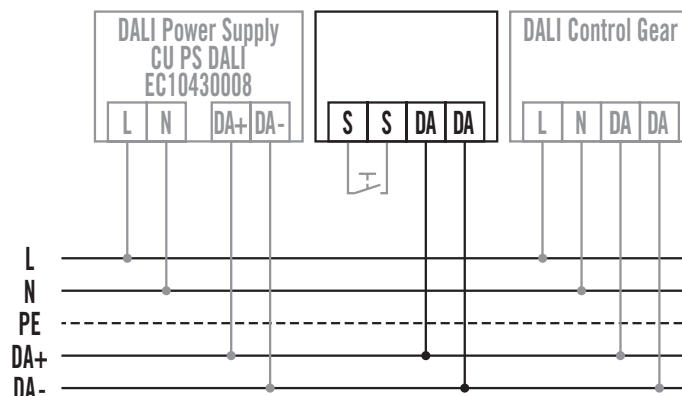 DALI Power Supply
CU PS DALI
EC10430008
L N DA+ DA-
S S DA DA
DALI Control Gear
L N DA DA
L
N
PE
DA+
DA-